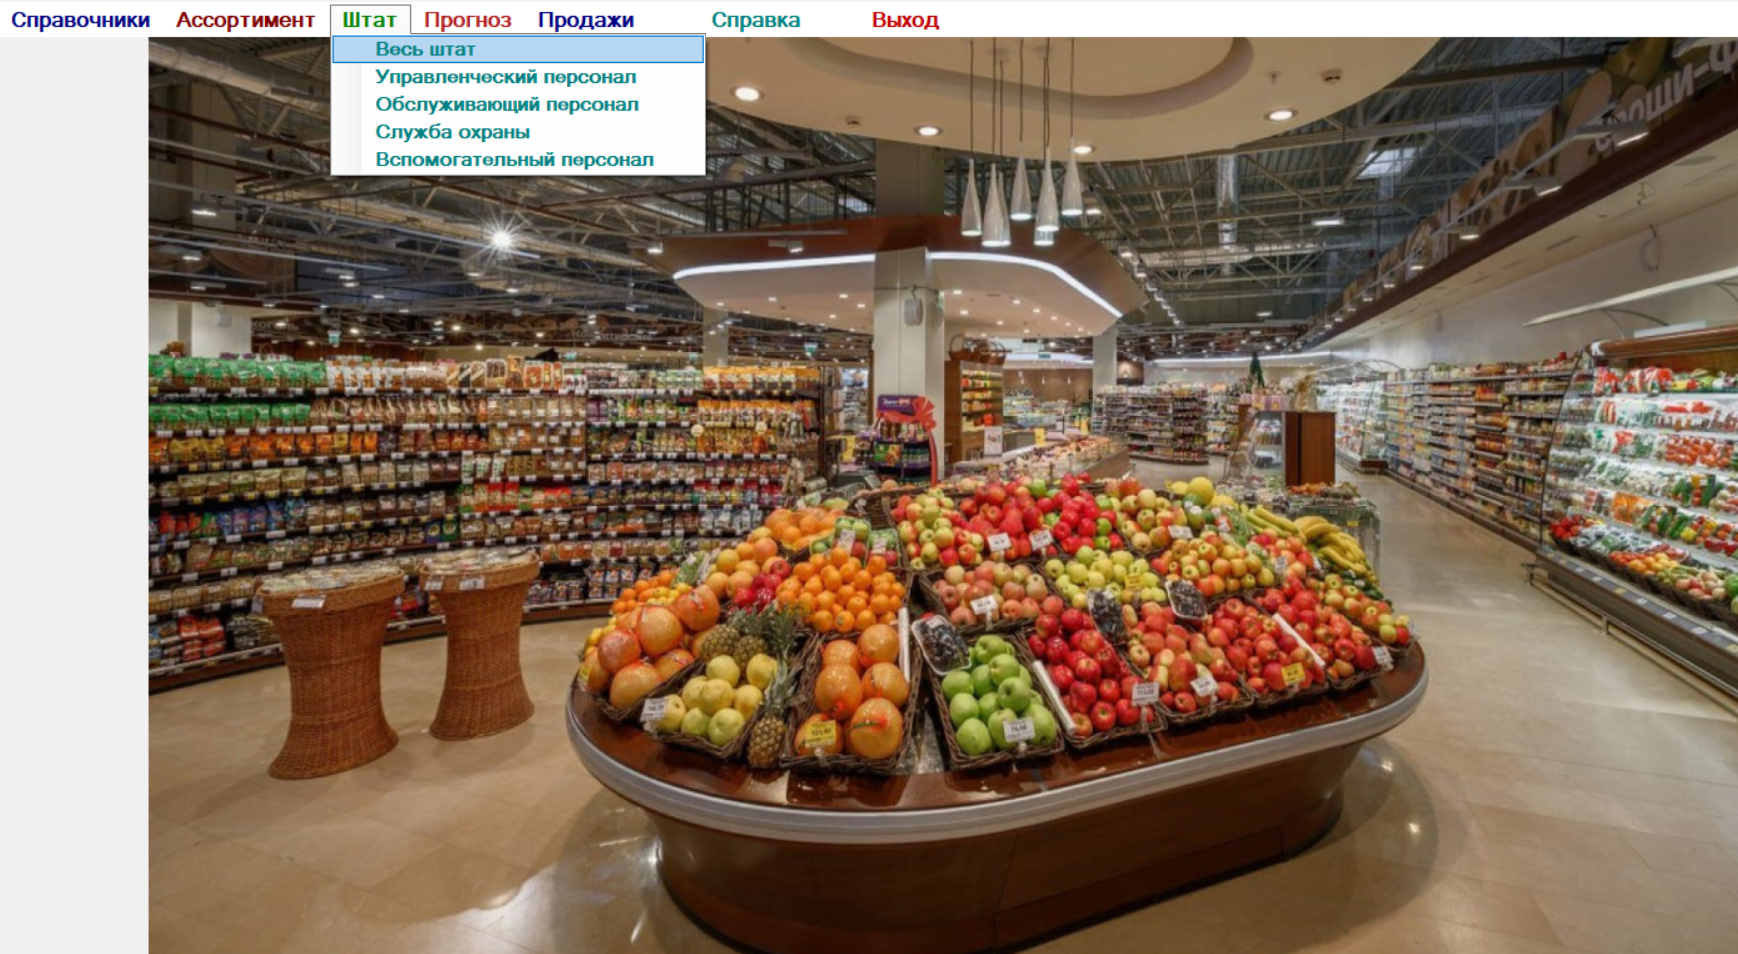 Справочники Ассортимент Штат Прогноз Продажи Справка Выход
Весь штат
Управленческий персонал
Обслуживающий персонал
Служба охраны
Вспомогательный персонал